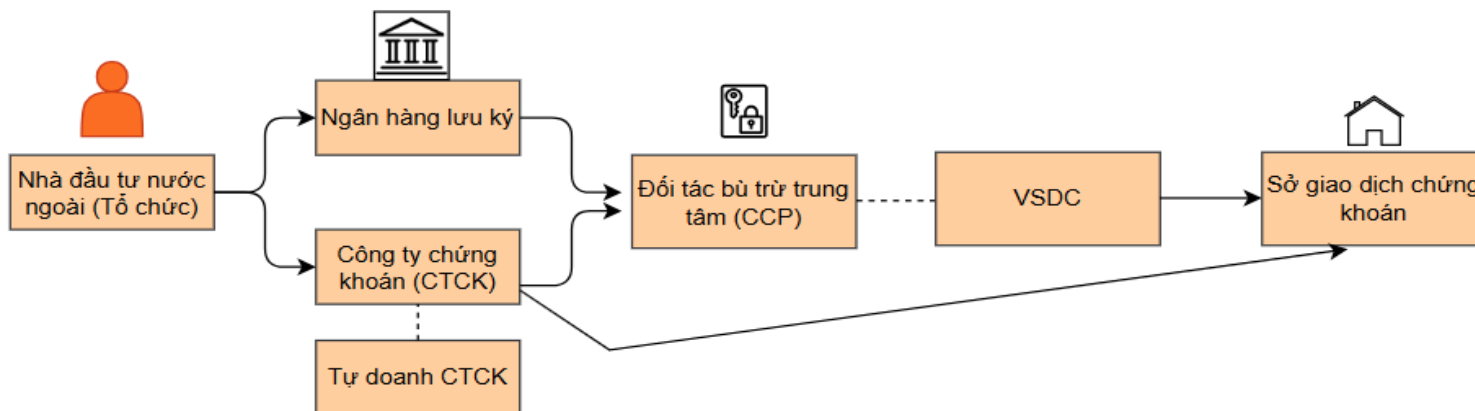 Nhà đầu tư nước
ngoài (Tổ chức)
Ngân hàng lưu ký
Công ty chứng
khoán (CTCK)
Tự doanh CTCK
Đối tác bù trừ trung
tâm (CCP)
VSDC
Sở giao dịch chứng
khoán